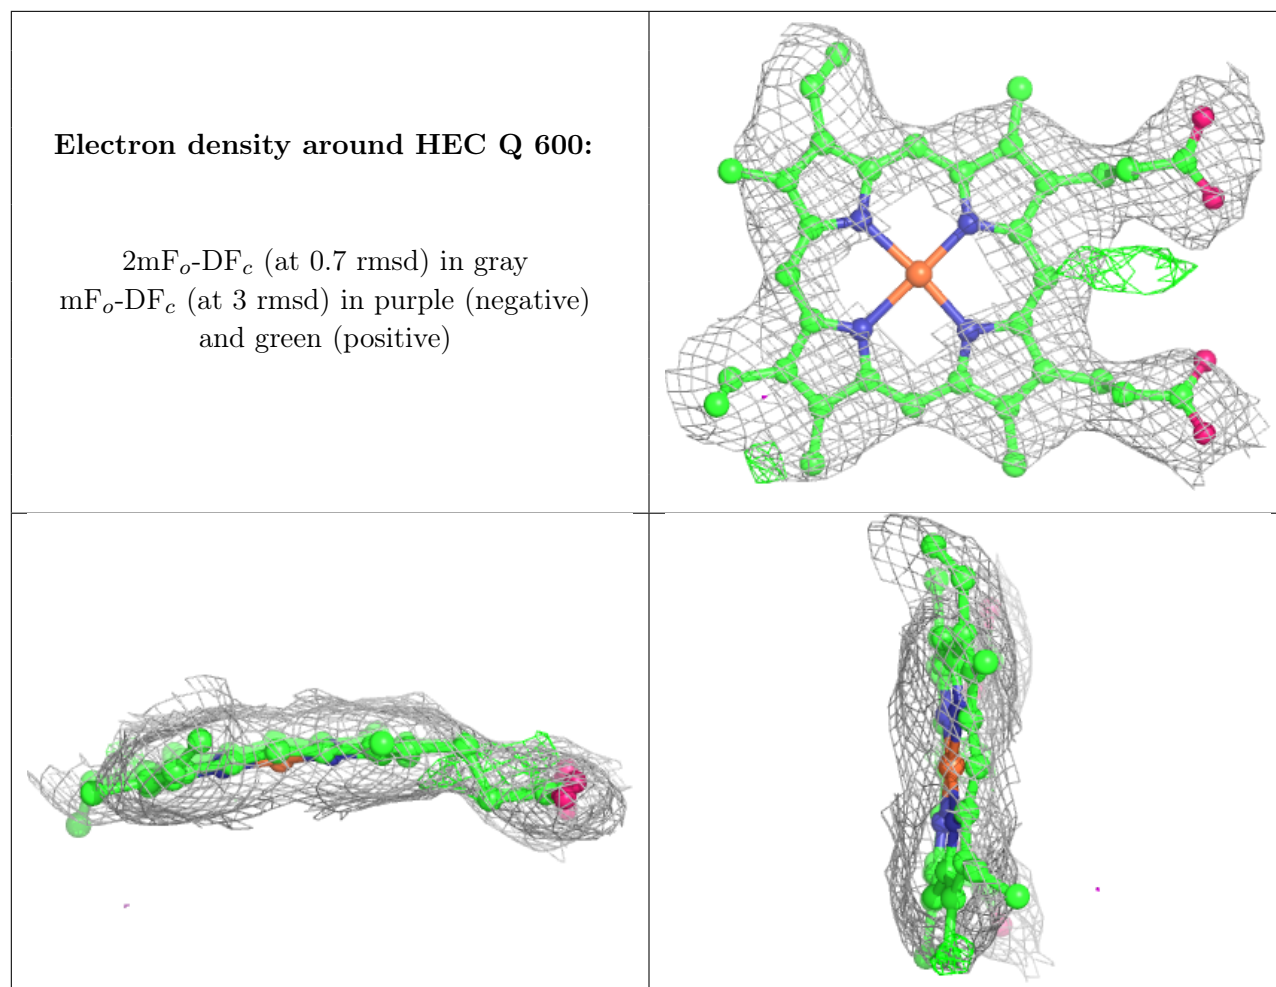 Electron density around HEC Q 600:
2mFo-DFc (at 0.7 rmsd) in gray
mFo-DFc (at 3 rmsd) in purple (negative)
and green (positive)